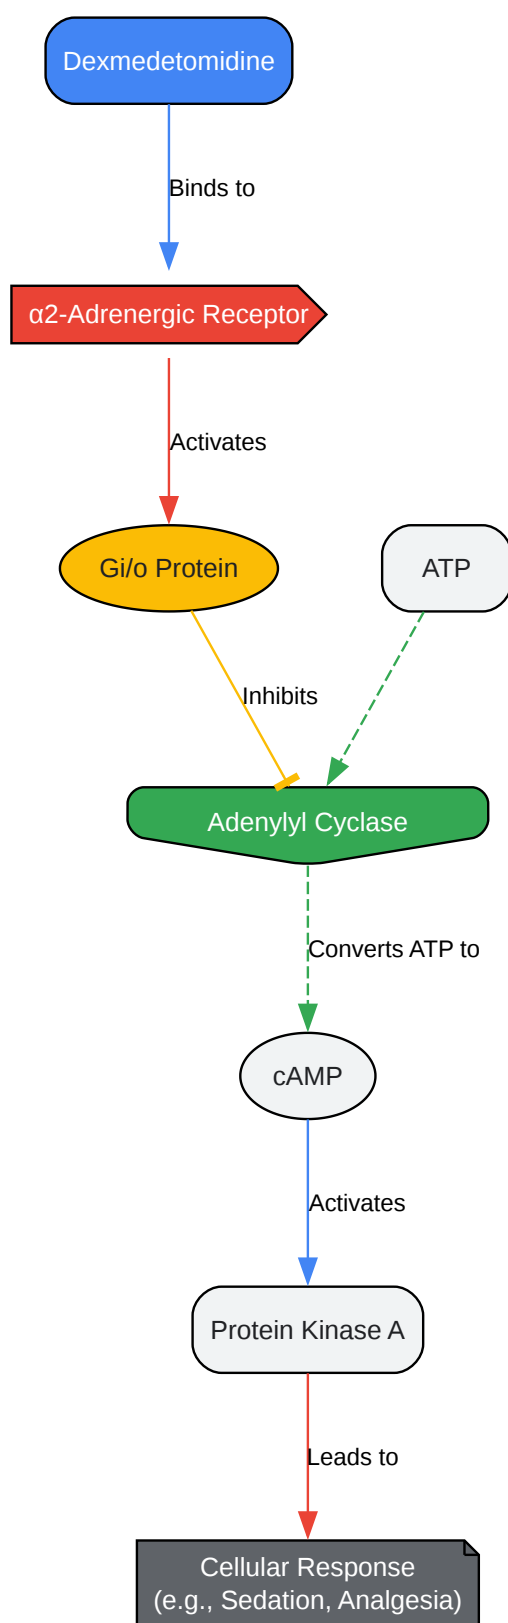 Dexmedetomidine
Binds to
α2-Adrenergic Receptor
Activates
Gi/o Protein
ATP
Inhibits
Adenylyl Cyclase
Converts ATP to
cAMP
Activates
Protein Kinase A
Leads to
Cellular Response
(e.g., Sedation, Analgesia)